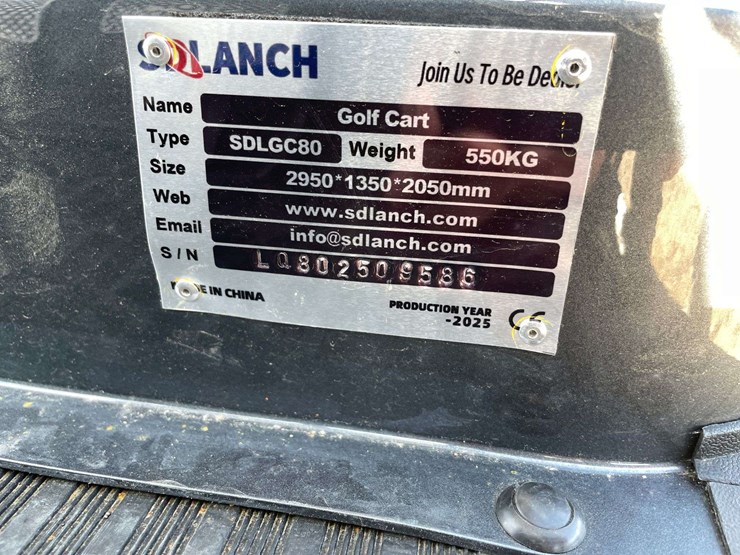 SDLANCH
Join Us To Be Dealer
Name Golf Cart
Type SDLGC80 Weight 550KG
Size 2950*1350*2050mm
Web www.sdlanch.com
Email info@sdlanch.com
S / N LQ802509586
MADE IN CHINA
PRODUCTION YEAR
-2025
CE